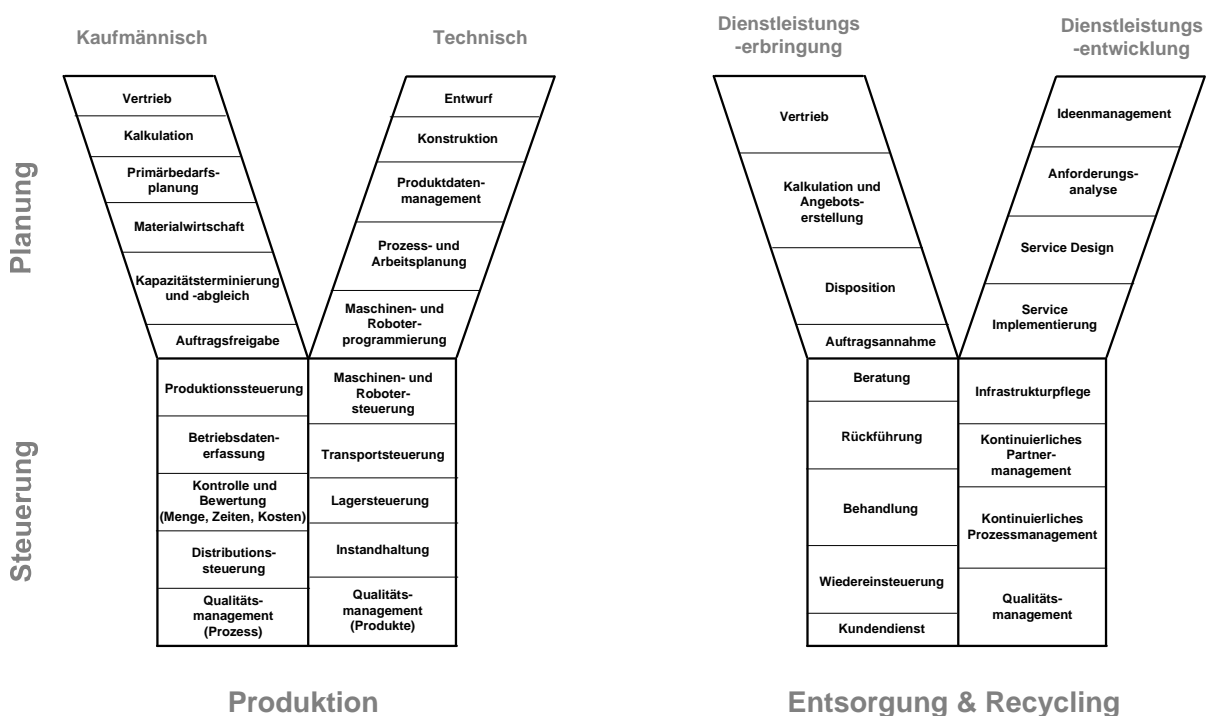 Kaufmännisch
Technisch
Dienstleistungs
-erbringung
Dienstleistungs
-entwicklung
Planung
Steuerung
Vertrieb
Kalkulation
Primärbedarfs-
planung
Materialwirtschaft
Kapazitätsterminierung
und -abgleich
Auftragsfreigabe
Produktionssteuerung
Betriebsdaten-
erfassung
Kontrolle und
Bewertung
(Menge, Zeiten, Kosten)
Distributions-
steuerung
Qualitäts-
management
(Prozess)
Entwurf
Konstruktion
Produktdaten-
management
Prozess- und
Arbeitsplanung
Maschinen- und
Roboter-
programmierung
Maschinen- und
Roboter-
steuerung
Transportsteuerung
Lagersteuerung
Instandhaltung
Qualitäts-
management
(Produkte)
Produktion
Vertrieb
Kalkulation und
Angebots-
erstellung
Disposition
Auftragsannahme
Beratung
Rückführung
Behandlung
Wiedereinsteuerung
Kundendienst
Ideenmanagement
Anforderungs-
analyse
Service Design
Service
Implementierung
Infrastrukturpflege
Kontinuierliches
Partner-
management
Kontinuierliches
Prozessmanagement
Qualitäts-
management
Entsorgung & Recycling